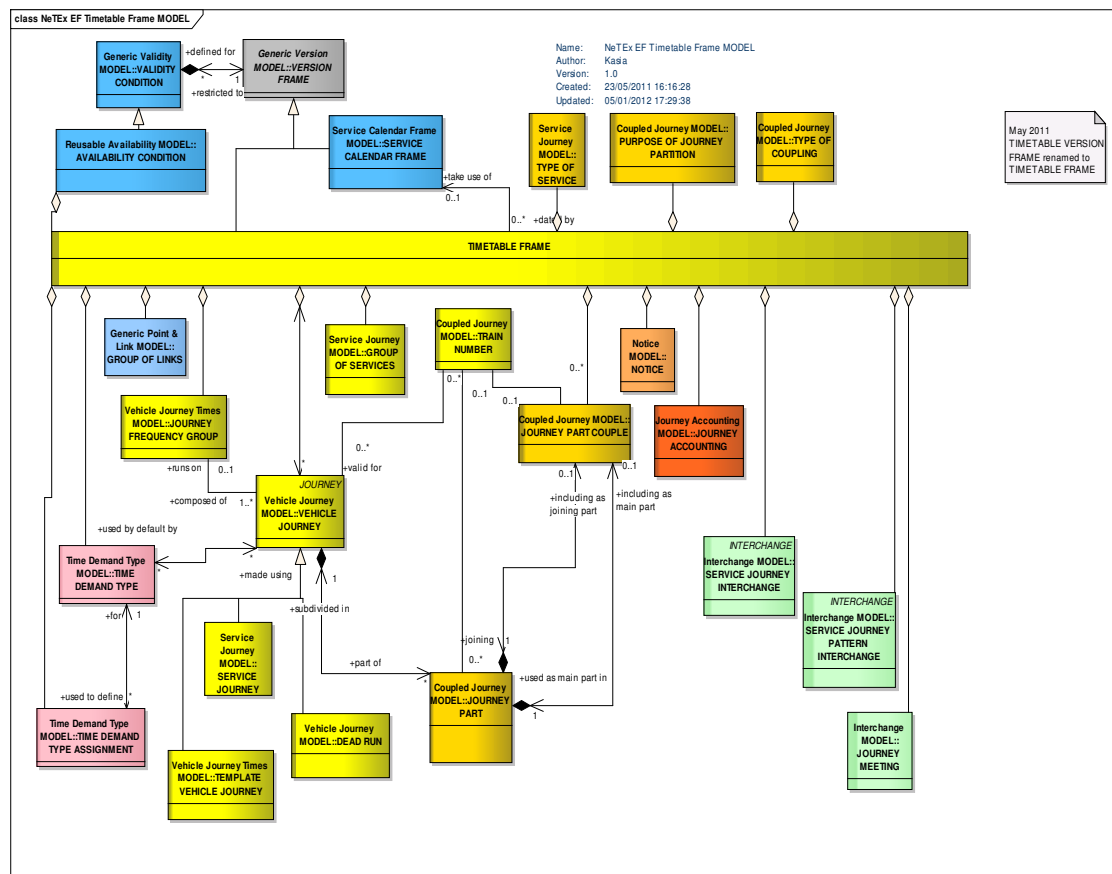 class NeTEx EF Timetable Frame MODEL
Name: NeTEx EF Timetable Frame MODEL
Author: Kasia
Version: 1.0
Created: 23/05/2011 16:16:28
Updated: 05/01/2012 17:29:38
Generic Validity
MODEL::VALIDITY
CONDITION
+defined for
*
1
+restricted to
Generic Version
MODEL::VERSION
FRAME
May 2011
TIMETABLE VERSION
FRAME renamed to
TIMETABLE FRAME
Reusable Availability MODEL::
AVAILABILITY CONDITION
Service Calendar Frame
MODEL::SERVICE
CALENDAR FRAME
+take use of
0..1
0..*
Service
Journey
MODEL::
TYPE OF
SERVICE
Coupled Journey MODEL::
PURPOSE OF JOURNEY
PARTITION
Coupled Journey
MODEL::TYPE OF
COUPLING
TIMETABLE FRAME
Generic Point &
Link MODEL::
GROUP OF LINKS
Service Journey
MODEL::GROUP
OF SERVICES
Coupled Journey
MODEL::TRAIN
NUMBER
0..*
0..1
0..1
0..*
Notice
MODEL::
NOTICE
Vehicle Journey Times
MODEL::JOURNEY
FREQUENCY GROUP
Coupled Journey MODEL::
JOURNEY PART COUPLE
Journey Accounting
MODEL::JOURNEY
ACCOUNTING
+runs on
0..1
+composed of
1..*
0..*
*
+valid for
0..1
0..1
+including as
joining part
+including as
main part
JOURNEY
Vehicle Journey
MODEL::VEHICLE
JOURNEY
+used by default by
*
*
+made using
1
Time Demand Type
MODEL::TIME
DEMAND TYPE
INTERCHANGE
Interchange MODEL::
SERVICE JOURNEY
INTERCHANGE
INTERCHANGE
Interchange MODEL::
SERVICE JOURNEY
PATTERN
INTERCHANGE
+for
1
+subdivided in
Service
Journey
MODEL::
SERVICE
JOURNEY
+part of
*
+joining
1
0..*
+used as main part in
1
Coupled Journey
MODEL::JOURNEY
PART
+used to define
*
Time Demand Type
MODEL::TIME DEMAND
TYPE ASSIGNMENT
Vehicle Journey
MODEL::DEAD RUN
Interchange
MODEL::
JOURNEY
MEETING
Vehicle Journey Times
MODEL::TEMPLATE
VEHICLE JOURNEY